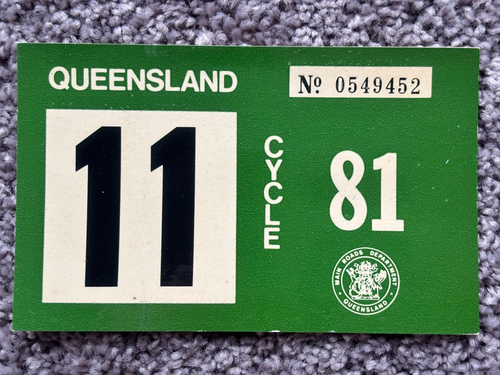 QUEENSLAND
Nº 0549452
11
CYCLE
81
MAIN ROADS DEPARTMENT
QUEENSLAND